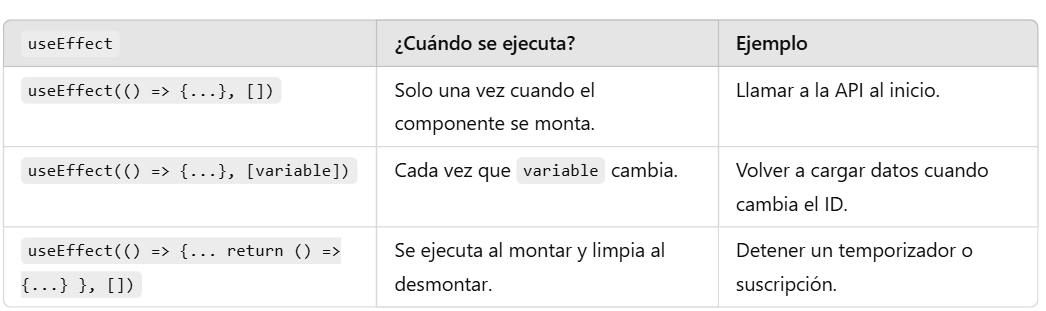 useEffect ¿Cuándo se ejecuta? Ejemplo
useEffect(() => {...}, []) Solo una vez cuando el Llamar a la API al inicio.
componente se monta.
useEffect(() => {...}, [variable]) Cada vez que variable cambia. Volver a cargar datos cuando
cambia el ID.
useEffect(() => {... return () => Se ejecuta al montar y limpia al Detener un temporizador o
{...} }, []) desmontar. suscripción.